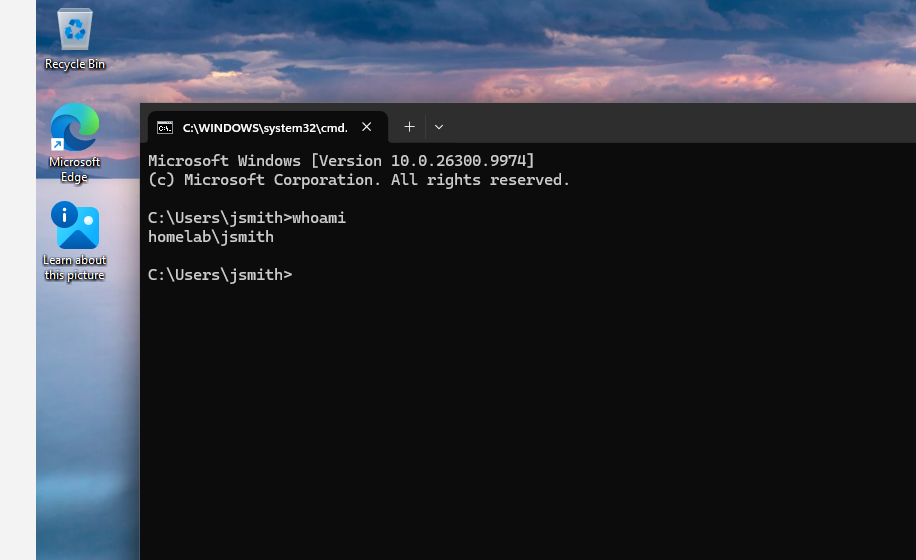 Recycle Bin
Microsoft
Edge
Learn about
this picture
C:\WINDOWS\system32\cmd.
Microsoft Windows [Version 10.0.26300.9974]
(c) Microsoft Corporation. All rights reserved.
C:\Users\jsmith>whoami
homelab\jsmith
C:\Users\jsmith>